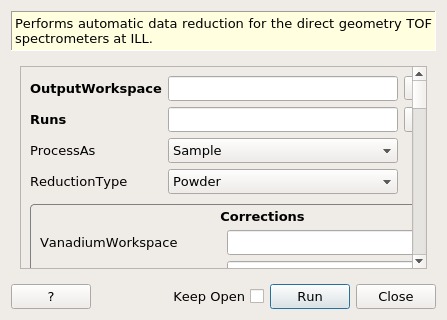 Performs automatic data reduction for the direct geometry TOF
spectrometers at ILL.
OutputWorkspace
Runs
ProcessAs Sample
ReductionType Powder
Corrections
VanadiumWorkspace
? Keep Open Run Close